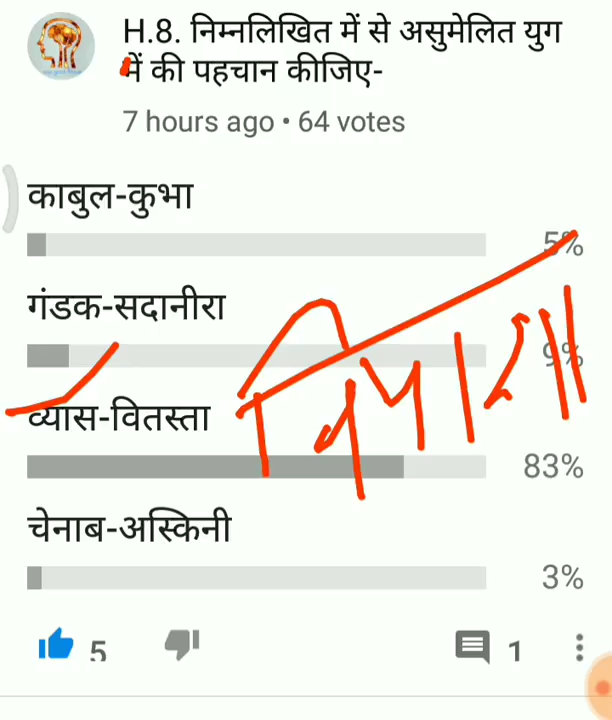 H.8. निम्नलिखित में से असुमेलित युग
में की पहचान कीजिए-
7 hours ago • 64 votes
काबुल-कुभा
5%
गंडक-सदानीरा
9%
व्यास-वितस्ता
83%
विपाशा
चेनाब-अस्किनी
3%
5
1